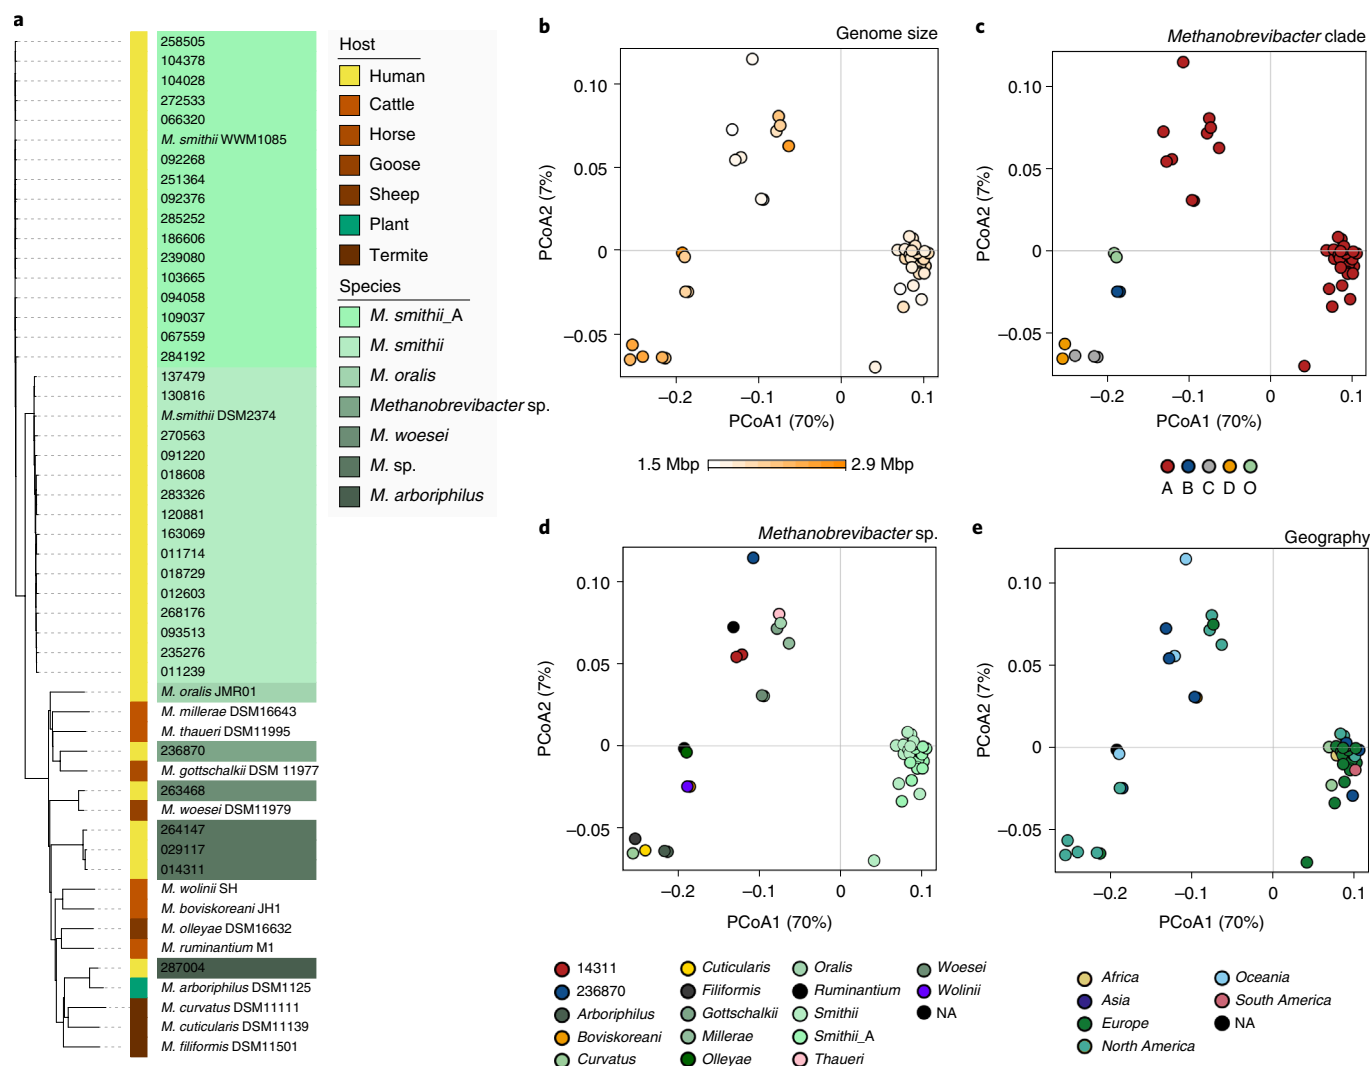 a
258505
104378
104028
272533
066320
M. smithii WWM1085
092268
251364
092376
285252
186606
239080
103665
094058
109037
067559
284192
137479
130816
M.smithii DSM2374
270563
091220
018608
283326
120881
163069
011714
018729
012603
268176
093513
235276
011239
M. oralis JMR01
M. millerae DSM16643
M. thaueri DSM11995
236870
M. gottschalkii DSM 11977
263468
M. woesei DSM11979
264147
029117
014311
M. wolinii SH
M. boviskoreani JH1
M. olleyae DSM16632
M. ruminantium M1
287004
M. arboriphilus DSM1125
M. curvatus DSM11111
M. cuticularis DSM11139
M. filiformis DSM11501
Host
Human
Cattle
Horse
Goose
Sheep
Plant
Termite
Species
M. smithii_A
M. smithii
M. oralis
Methanobrevibacter sp.
M. woesei
M. sp.
M. arboriphilus
b
Genome size
PCoA2 (7%)
0.10
0.05
0
−0.05
−0.2
−0.1
0
0.1
PCoA1 (70%)
1.5 Mbp
2.9 Mbp
c
Methanobrevibacter clade
PCoA2 (7%)
0.10
0.05
0
−0.05
−0.2
−0.1
0
0.1
PCoA1 (70%)
A
B
C
D
O
d
Methanobrevibacter sp.
PCoA2 (7%)
0.10
0.05
0
−0.05
−0.2
−0.1
0
0.1
PCoA1 (70%)
14311
236870
Arboriphilus
Boviskoreani
Curvatus
Cuticularis
Filiformis
Gottschalkii
Millerae
Olleyae
Oralis
Ruminantium
Smithii
Smithii_A
Thaueri
Woesei
Wolinii
NA
e
Geography
PCoA2 (7%)
0.10
0.05
0
−0.05
−0.2
−0.1
0
0.1
PCoA1 (70%)
Africa
Asia
Europe
North America
Oceania
South America
NA